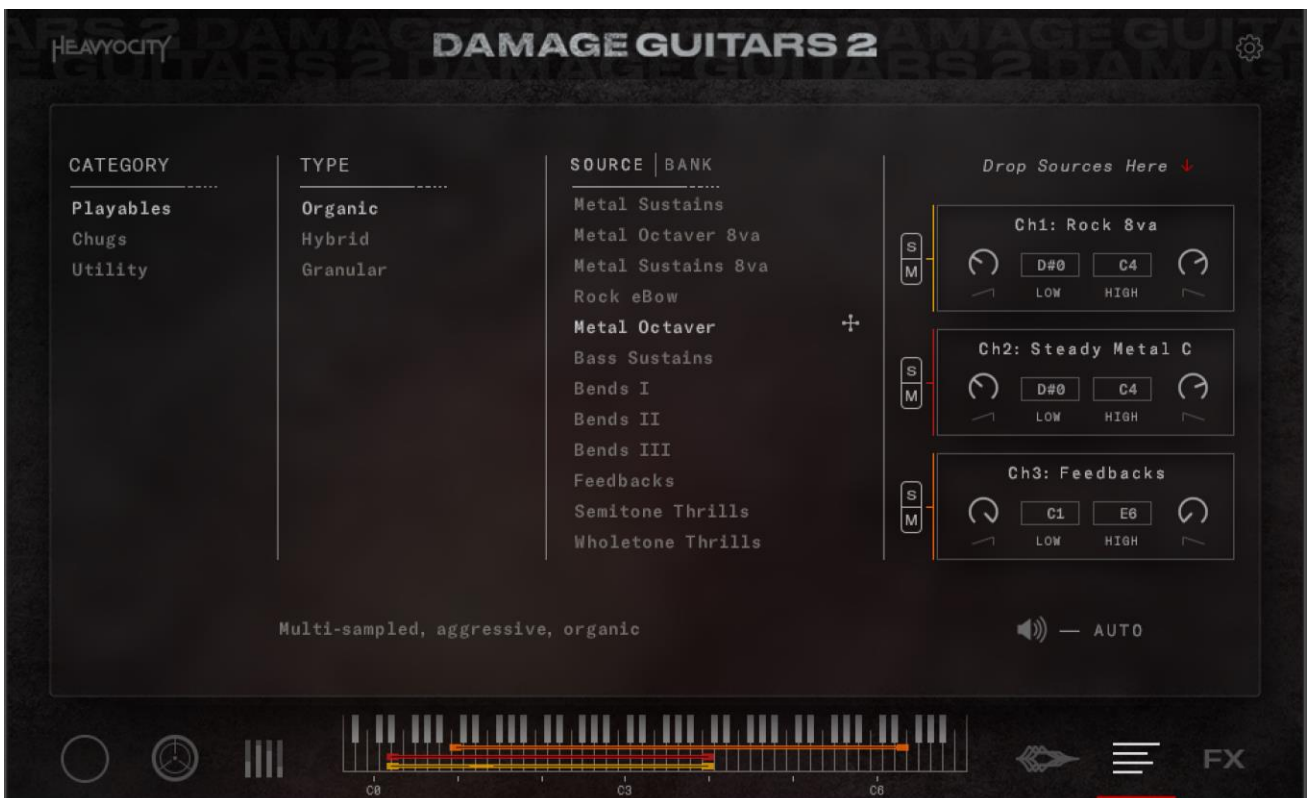 HEAVYOCITY
DAMAGE GUITARS 2
CATEGORY
Playables
Chugs
Utility
TYPE
Organic
Hybrid
Granular
SOURCE | BANK
Metal Sustains
Metal Octaver 8va
Metal Sustains 8va
Rock eBow
Metal Octaver
Bass Sustains
Bends I
Bends II
Bends III
Feedbacks
Semitone Thrills
Wholetone Thrills
Drop Sources Here
S
M
Ch1: Rock 8va
D#0 C4
LOW HIGH
S
M
Ch2: Steady Metal C
D#0 C4
LOW HIGH
S
M
Ch3: Feedbacks
C1 E6
LOW HIGH
Multi-sampled, aggressive, organic
AUTO
C0 C3 C6
FX